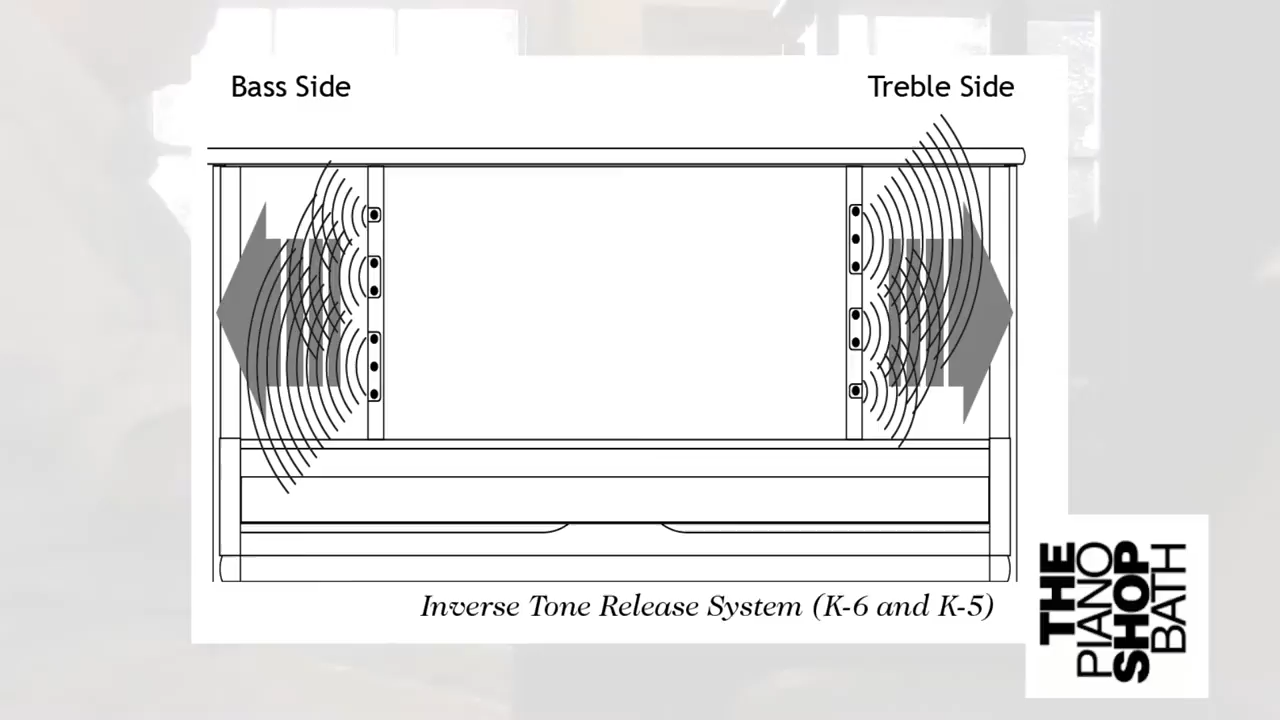 Bass Side
Treble Side
Inverse Tone Release System (K-6 and K-5)
THE
PIANO
SHOP
BATH